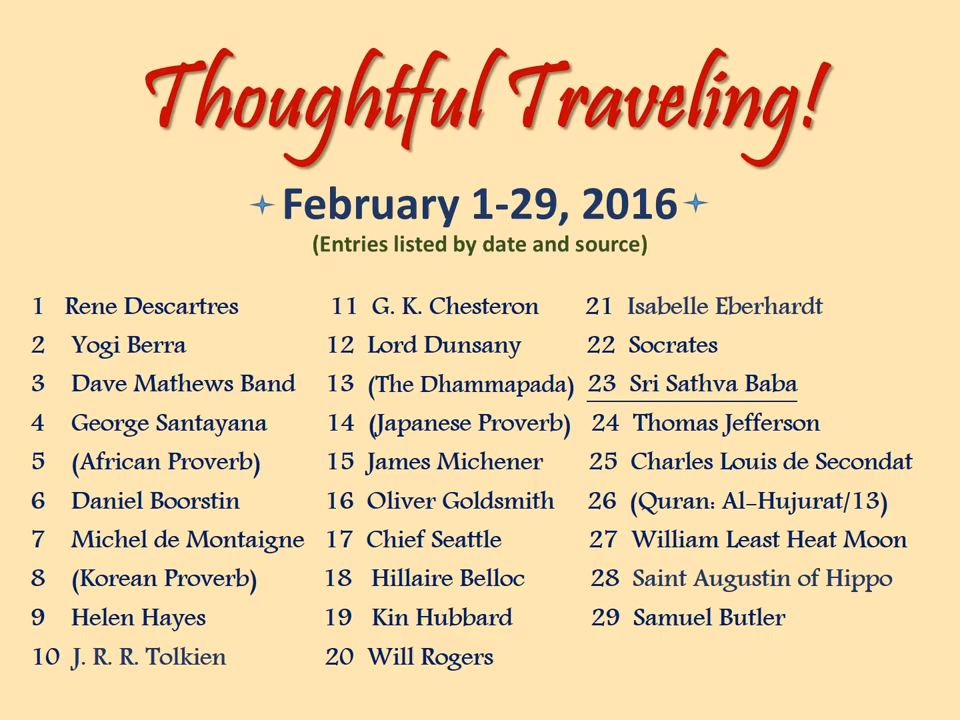 Thoughtful Traveling!
February 1-29, 2016
(Entries listed by date and source)
1 Rene Descartres
2 Yogi Berra
3 Dave Mathews Band
4 George Santayana
5 (African Proverb)
6 Daniel Boorstin
7 Michel de Montaigne
8 (Korean Proverb)
9 Helen Hayes
10 J. R. R. Tolkien
11 G. K. Chesteron
12 Lord Dunsany
13 (The Dhammapada)
14 (Japanese Proverb)
15 James Michener
16 Oliver Goldsmith
17 Chief Seattle
18 Hillaire Belloc
19 Kin Hubbard
20 Will Rogers
21 Isabelle Eberhardt
22 Socrates
23 Sri Sathva Baba
24 Thomas Jefferson
25 Charles Louis de Secondat
26 (Quran: Al-Hujurat/13)
27 William Least Heat Moon
28 Saint Augustin of Hippo
29 Samuel Butler